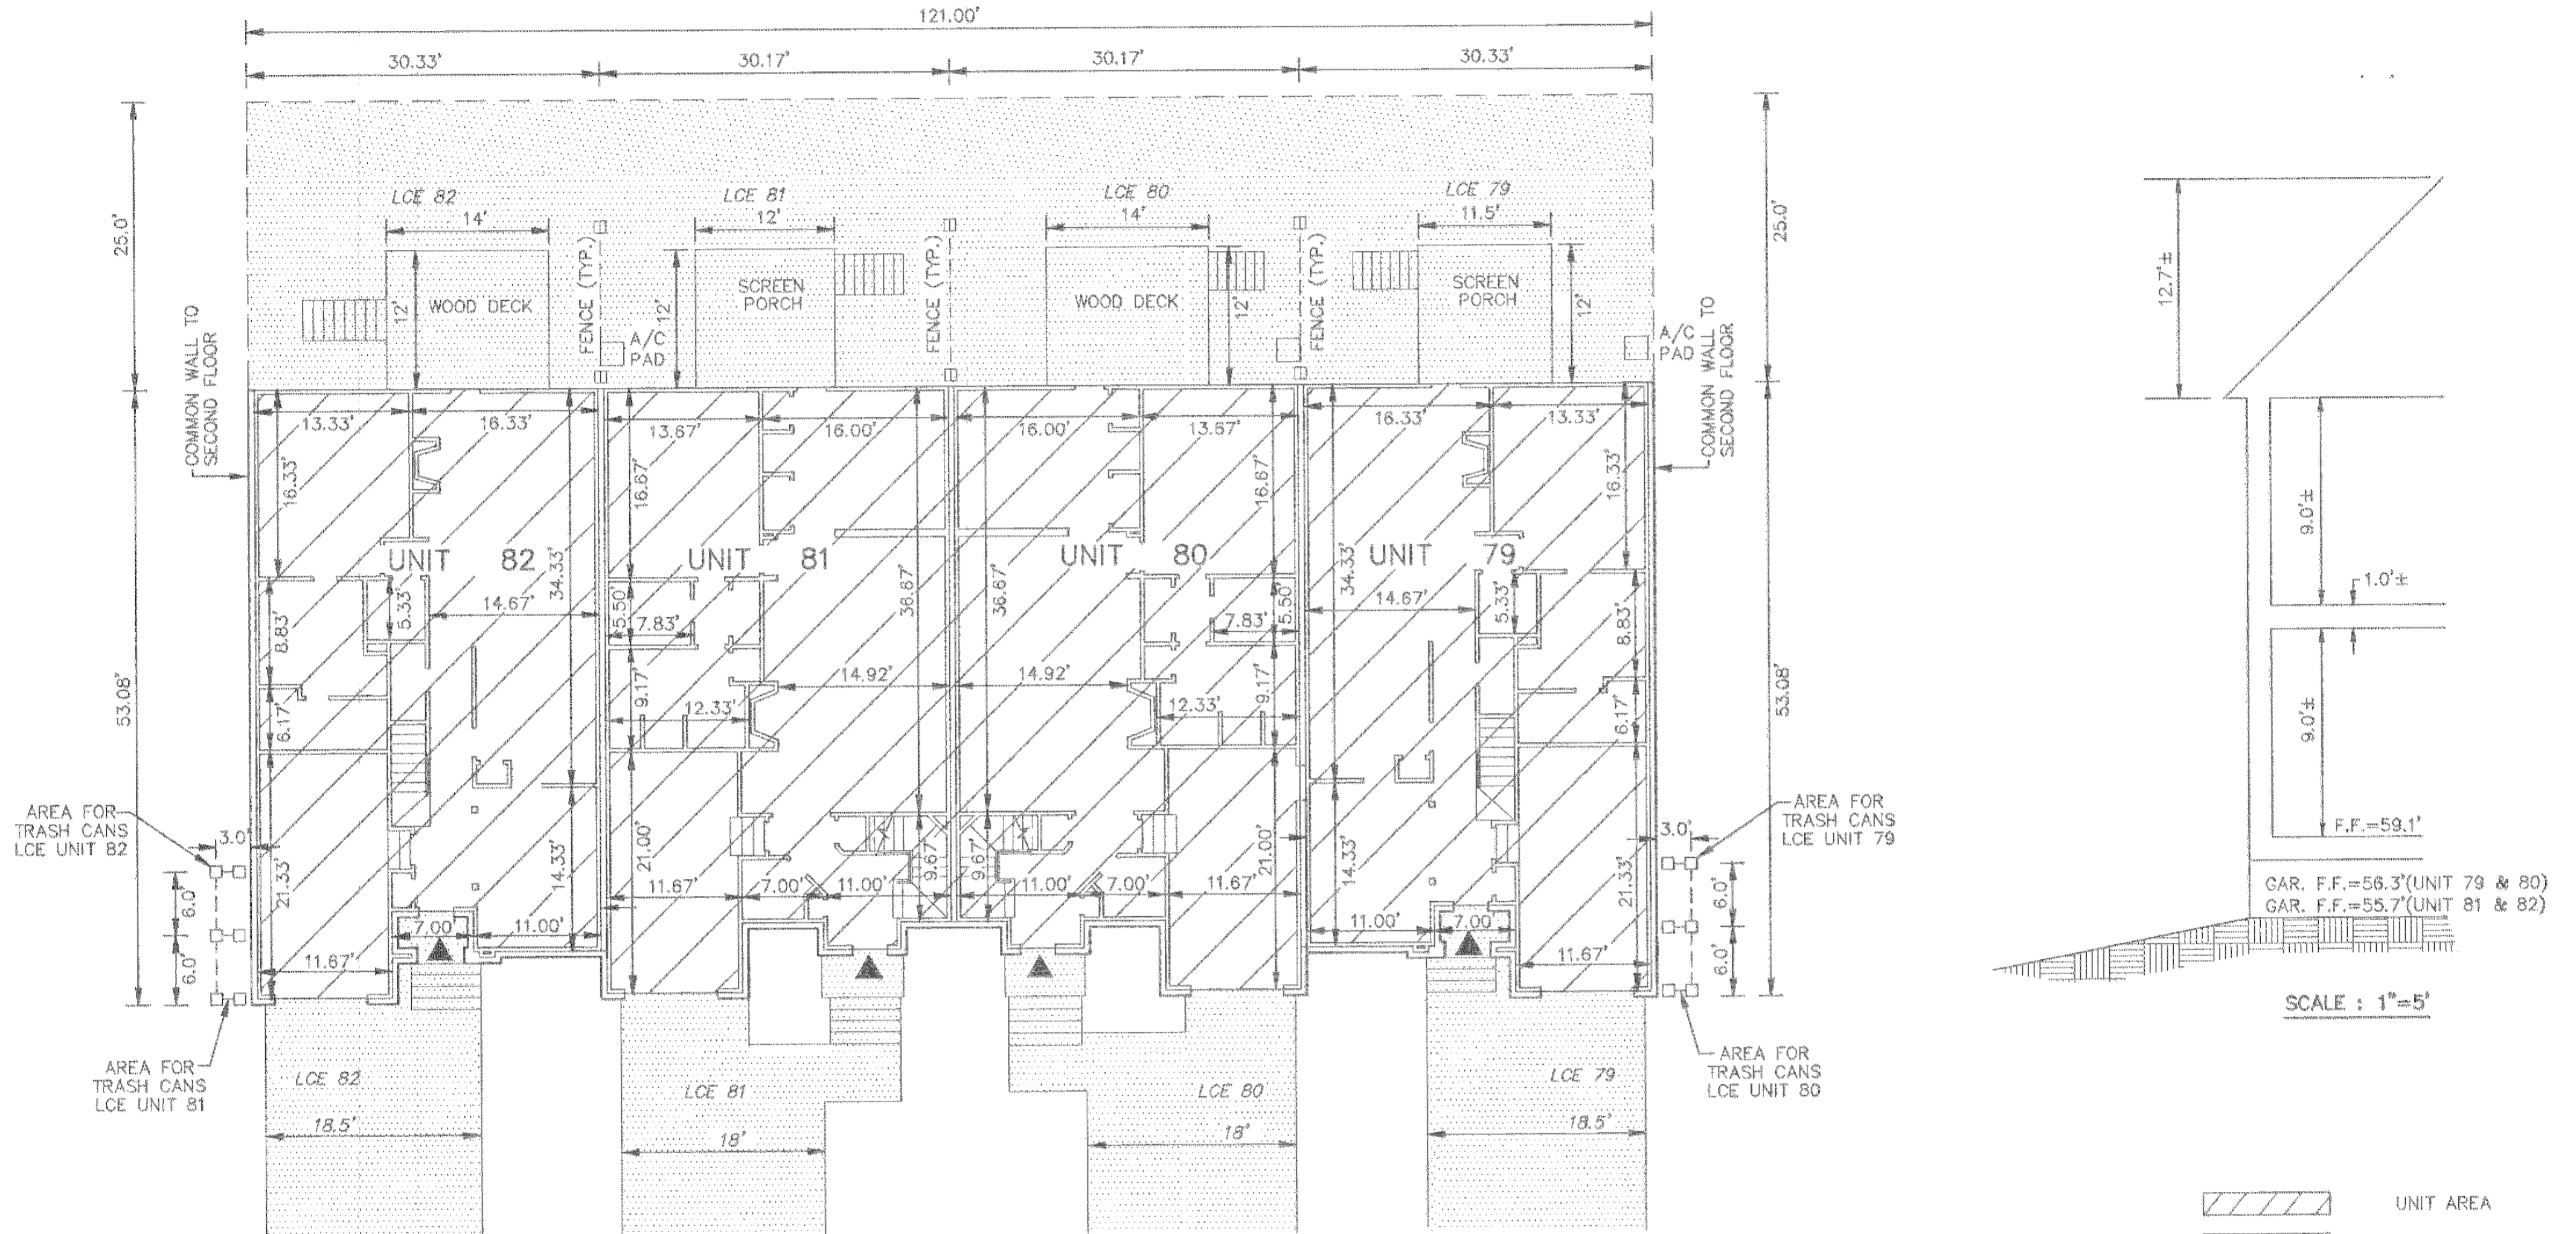 121.00'
30.33' 30.17' 30.17' 30.33'
LCE 82 LCE 81 LCE 80 LCE 79
14' 12' 14' 11.5'
25.0' 25.0'
FENCE (TYP.) FENCE (TYP.) FENCE (TYP.)
12' WOOD DECK 12' SCREEN
PORCH WOOD DECK 12' SCREEN
PORCH 12'
A/C
PAD
A/C
PAD
COMMON WALL TO
SECOND FLOOR
COMMON WALL TO
SECOND FLOOR
13.33' 16.33' 13.67' 16.00' 16.00' 13.67' 16.33' 13.33'
16.33' 16.67' 16.67' 16.33'
UNIT 82 UNIT 81 UNIT 80 UNIT 79
34.33' 36.67' 36.67' 34.33'
8.83' 5.33' 14.67' 5.50' 7.83' 7.83' 5.50' 14.67' 5.33' 8.83'
53.08' 6.17' 9.17' 14.92' 14.92' 9.17' 6.17' 53.08'
12.33' 12.33'
AREA FOR
TRASH CANS
LCE UNIT 82
3.0'
AREA FOR
TRASH CANS
LCE UNIT 79
3.0'
21.33' 14.33' 21.00' 9.67' 9.67' 21.00' 14.33' 21.33'
6.0' 6.0'
6.0' 6.0'
11.67' 7.00' 11.00' 11.67' 7.00' 11.00' 11.00' 7.00' 11.67' 11.00' 7.00' 11.67'
AREA FOR
TRASH CANS
LCE UNIT 81
AREA FOR
TRASH CANS
LCE UNIT 80
LCE 82 LCE 81 LCE 80 LCE 79
18.5' 18' 18' 18.5'
12.7'±
9.0'±
1.0'±
9.0'±
F.F.=59.1'
GAR. F.F.=56.3'(UNIT 79 & 80)
GAR. F.F.=55.7'(UNIT 81 & 82)
SCALE : 1"=5'
UNIT AREA